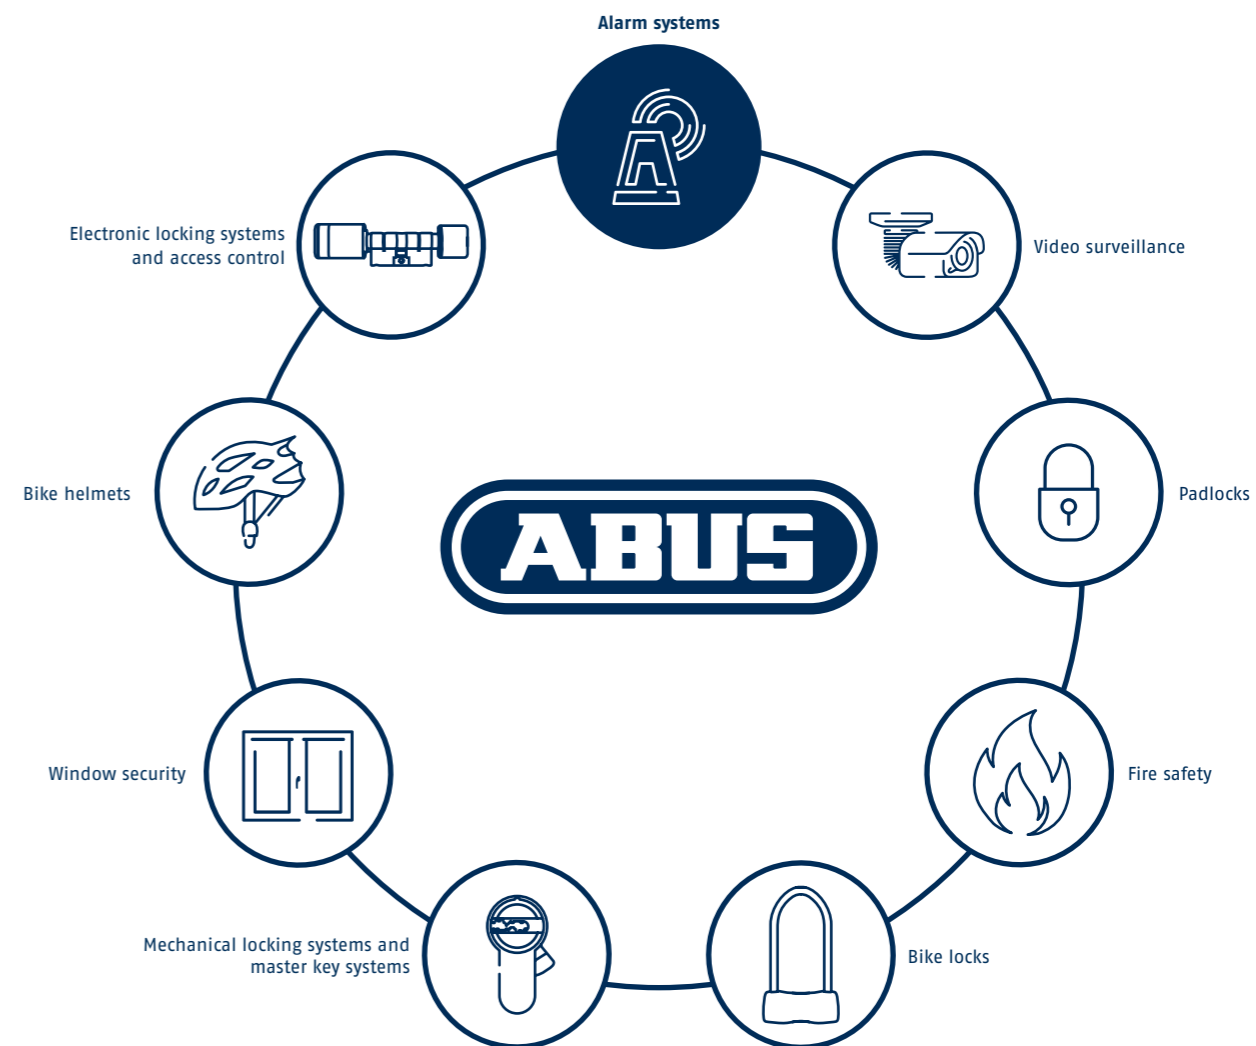 Alarm systems
Electronic locking systems
and access control
Video surveillance
Bike helmets
Padlocks
ABUS
Window security
Fire safety
Mechanical locking systems and
master key systems
Bike locks